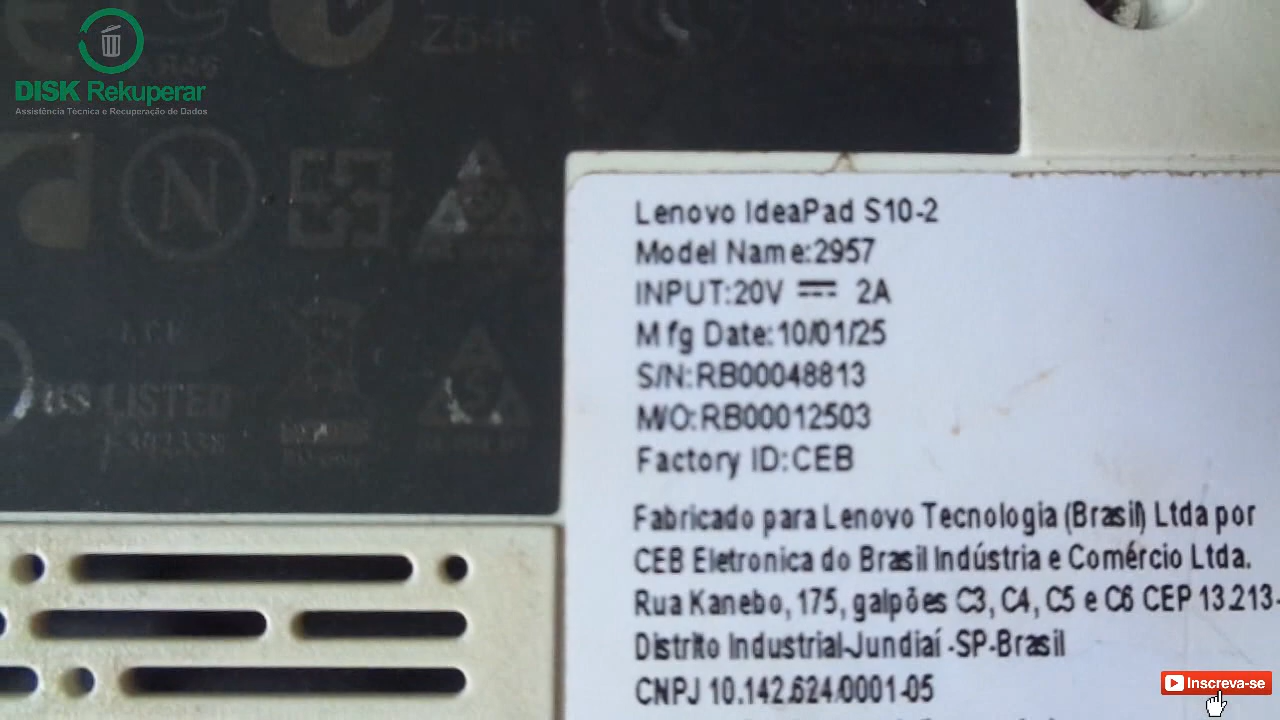 DISK Rekuperar
Assistência Técnica e Recuperação de Dados
N
US LISTED
Lenovo IdeaPad S10-2
Model Name:2957
INPUT:20V 2A
Mfg Date:10/01/25
S/N:RB00048813
M/O:RB00012503
Factory ID:CEB
Fabricado para Lenovo Tecnologia (Brasil) Ltda por
CEB Eletronica do Brasil Indústria e Comércio Ltda.
Rua Kanebo, 175, galpões C3, C4, C5 e C6 CEP 13.213-
Distrito Industrial-Jundiaí -SP-Brasil
CNPJ 10.142.624.0001-05
Inscreva-se